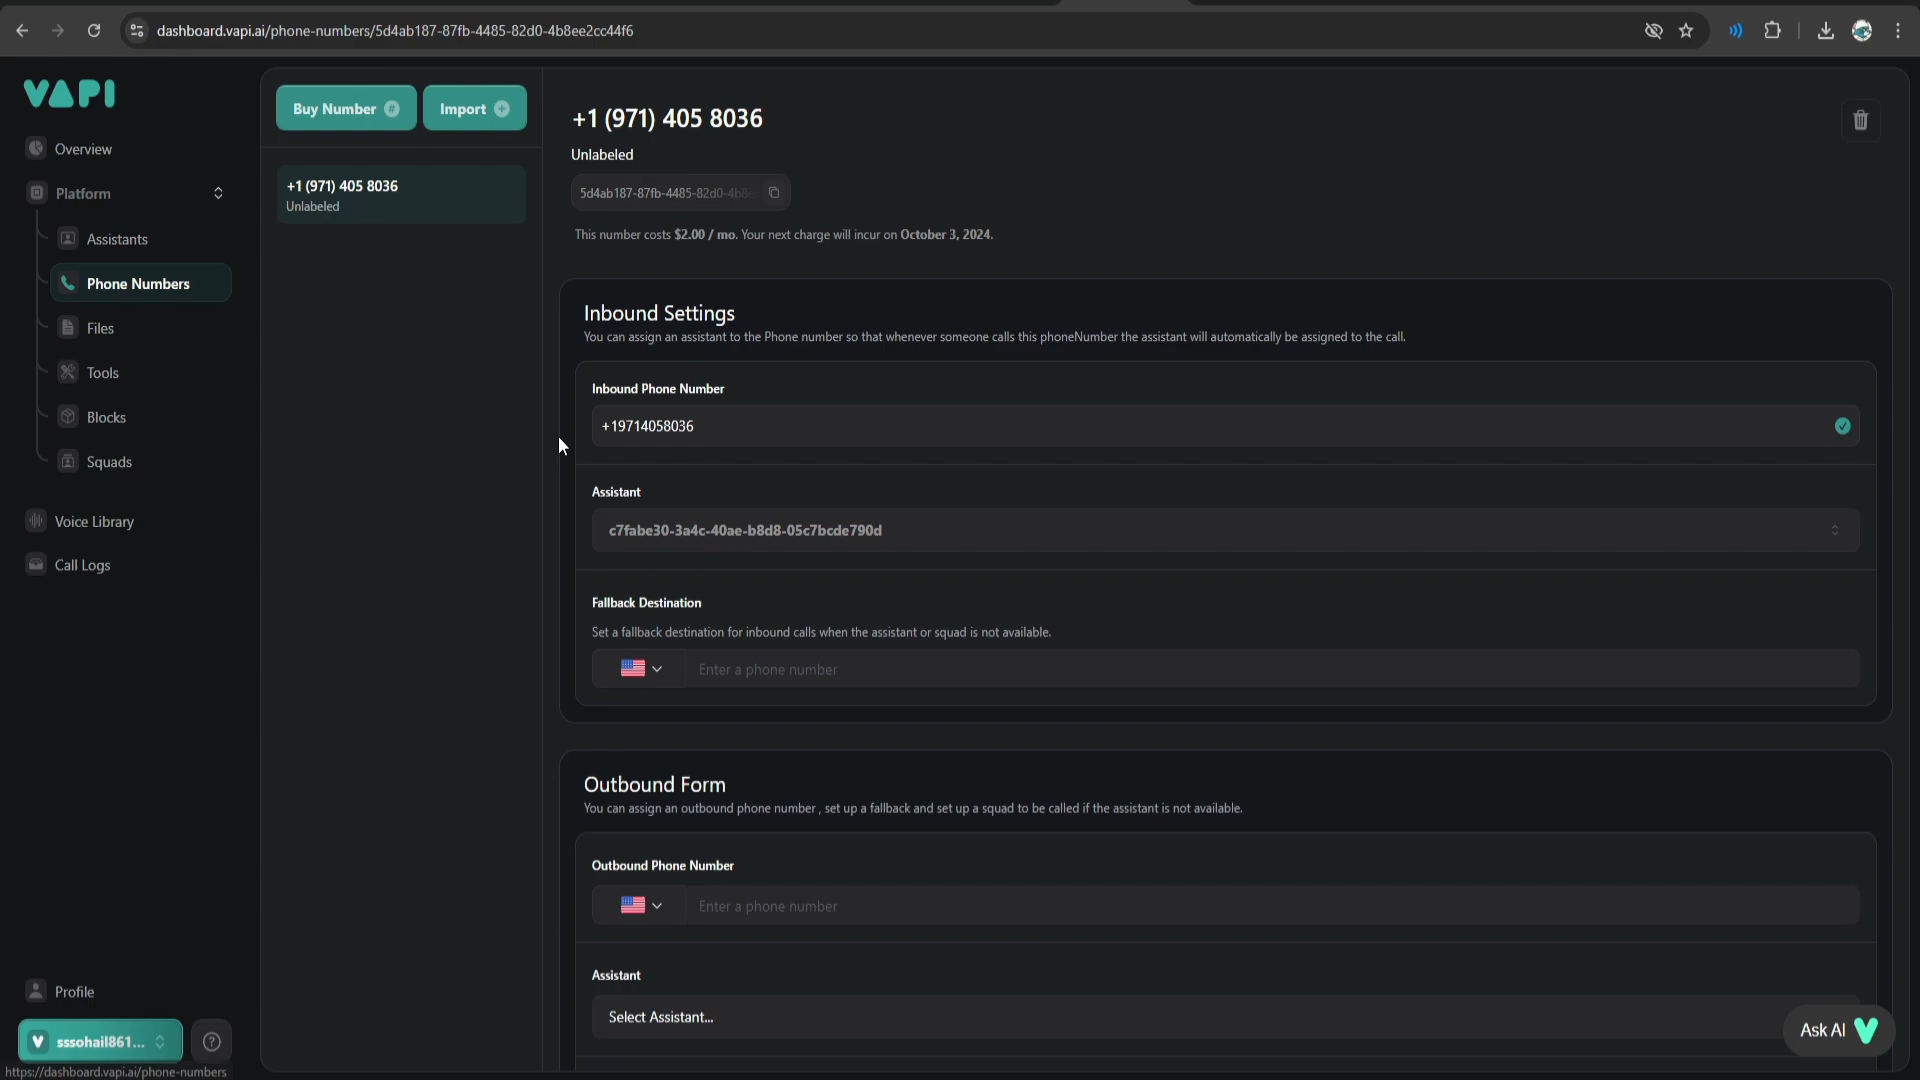 dashboard.vapi.ai/phone-numbers/5d4ab187-87fb-4485-82d0-4b8ee2cc44f6
VAPI
Overview
Platform
Assistants
Phone Numbers
Files
Tools
Blocks
Squads
Voice Library
Call Logs
Profile
sssohail861...
https://dashboard.vapi.ai/phone-numbers
Buy Number
Import
+1 (971) 405 8036
Unlabeled
+1 (971) 405 8036
Unlabeled
5d4ab187-87fb-4485-82d0-4b8
This number costs $2.00 / mo. Your next charge will incur on October 3, 2024.
Inbound Settings
You can assign an assistant to the Phone number so that whenever someone calls this phoneNumber the assistant will automatically be assigned to the call.
Inbound Phone Number
+19714058036
Assistant
c7fabe30-3a4c-40ae-b8d8-05c7bcde790d
Fallback Destination
Set a fallback destination for inbound calls when the assistant or squad is not available.
Enter a phone number
Outbound Form
You can assign an outbound phone number , set up a fallback and set up a squad to be called if the assistant is not available.
Outbound Phone Number
Enter a phone number
Assistant
Select Assistant...
Ask AI